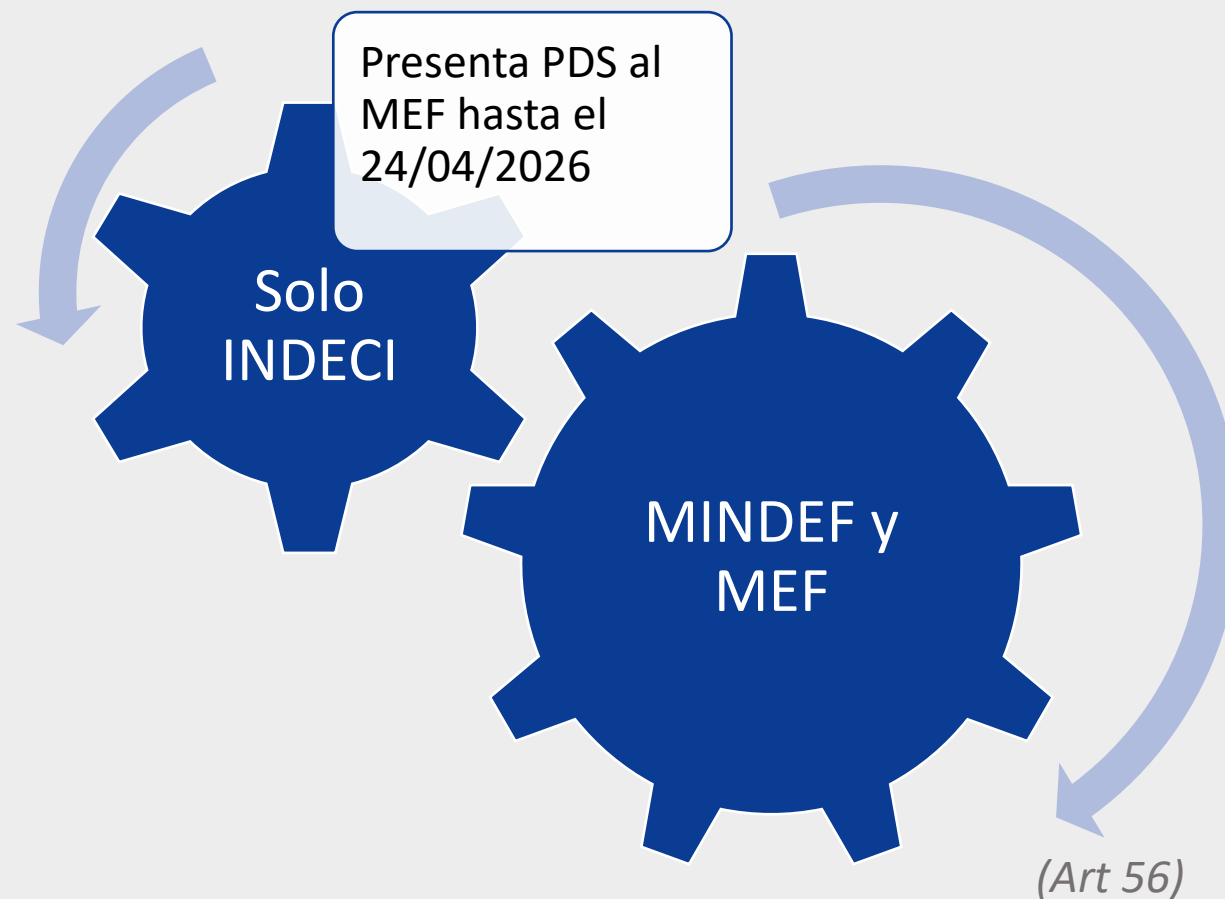 Presenta PDS al
MEF hasta el
24/04/2026
Solo
INDECI
MINDEF y
MEF
(Art 56)